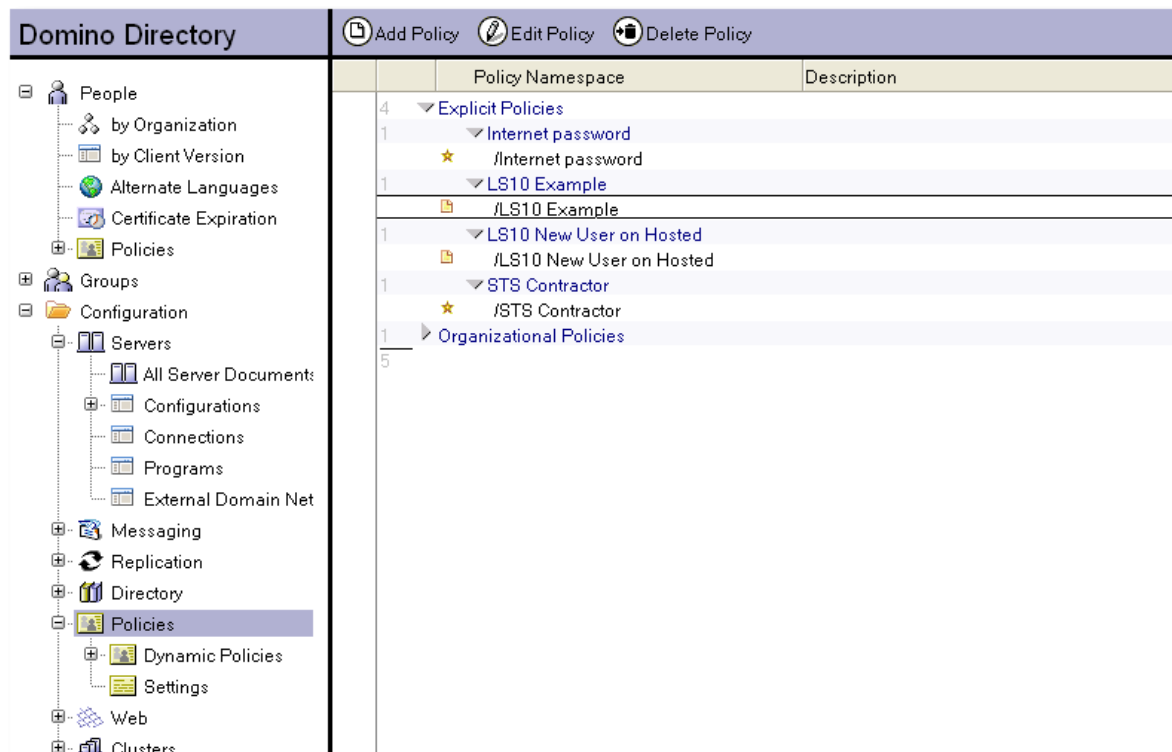 Domino Directory
Add Policy Edit Policy Delete Policy
Policy Namespace Description
People
by Organization
by Client Version
Alternate Languages
Certificate Expiration
Policies
Groups
Configuration
Servers
All Server Documents
Configurations
Connections
Programs
External Domain Net
Messaging
Replication
Directory
Policies
Dynamic Policies
Settings
Web
Clusters
4 Explicit Policies
1 Internet password
/Internet password
1 LS10 Example
/LS10 Example
1 LS10 New User on Hosted
/LS10 New User on Hosted
1 STS Contractor
/STS Contractor
1 Organizational Policies
5